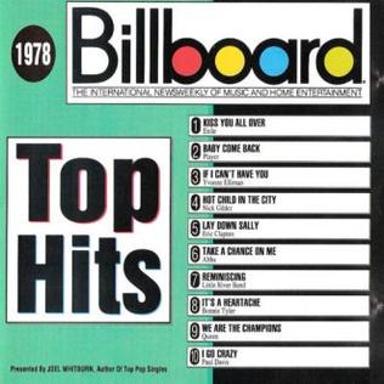 1978
Billboard
THE INTERNATIONAL NEWSWEEKLY OF MUSIC AND HOME ENTERTAINMENT
Top
Hits
1 KISS YOU ALL OVER
Exile
2 BABY COME BACK
Player
3 IF I CAN'T HAVE YOU
Yvonne Elliman
4 HOT CHILD IN THE CITY
Nick Gilder
5 LAY DOWN SALLY
Eric Clapton
6 TAKE A CHANCE ON ME
Abba
7 REMINISCING
Little River Band
8 IT'S A HEARTACHE
Bonnie Tyler
9 WE ARE THE CHAMPIONS
Queen
10 I GO CRAZY
Paul Davis
Presented By JOEL WHITBURN, Author Of Top Pop Singles